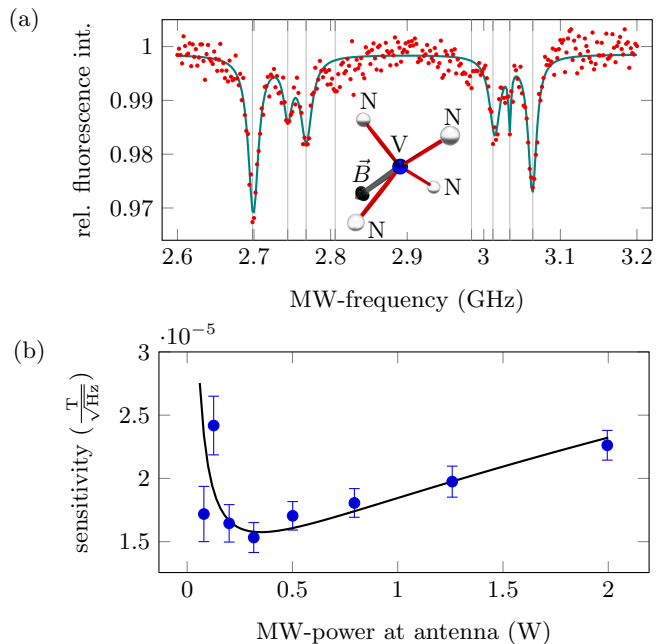 (a)
rel. fluorescence int.
1
0.99
0.98
0.97
N
N
V
B⃗
N
N
2.6 2.7 2.8 2.9 3 3.1 3.2
MW-frequency (GHz)
(b)
·10⁻⁵
sensitivity (T/√Hz)
3
2.5
2
1.5
0 0.5 1 1.5 2
MW-power at antenna (W)